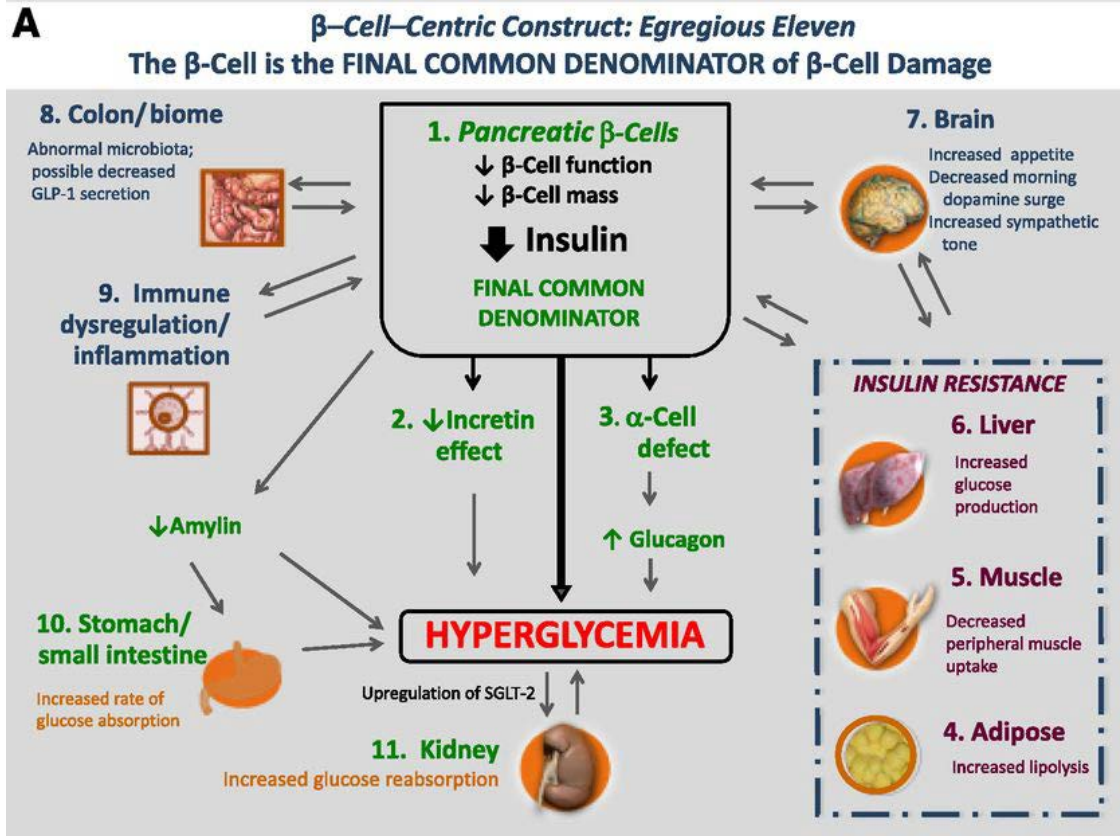 A
β–Cell–Centric Construct: Egregious Eleven
The β-Cell is the FINAL COMMON DENOMINATOR of β-Cell Damage
8. Colon/biome
Abnormal microbiota;
possible decreased
GLP-1 secretion
1. Pancreatic β-Cells
↓ β-Cell function
↓ β-Cell mass
↓ Insulin
FINAL COMMON
DENOMINATOR
7. Brain
Increased appetite
Decreased morning
dopamine surge
Increased sympathetic
tone
9. Immune
dysregulation/
inflammation
2. ↓Incretin
effect
3. α-Cell
defect
↑ Glucagon
↓Amylin
INSULIN RESISTANCE
6. Liver
Increased
glucose
production
5. Muscle
Decreased
peripheral muscle
uptake
4. Adipose
Increased lipolysis
10. Stomach/
small intestine
Increased rate of
glucose absorption
HYPERGLYCEMIA
Upregulation of SGLT-2
11. Kidney
Increased glucose reabsorption